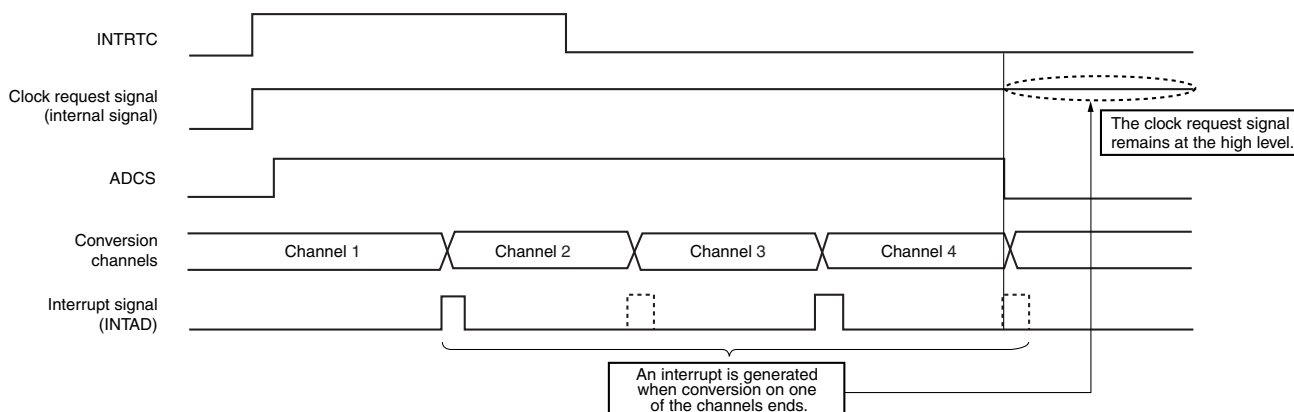 INTRTC
Clock request signal
(internal signal)
The clock request signal
remains at the high level.
ADCS
Conversion
channels
Channel 1
Channel 2
Channel 3
Channel 4
Interrupt signal
(INTAD)
An interrupt is generated
when conversion on one
of the channels ends.